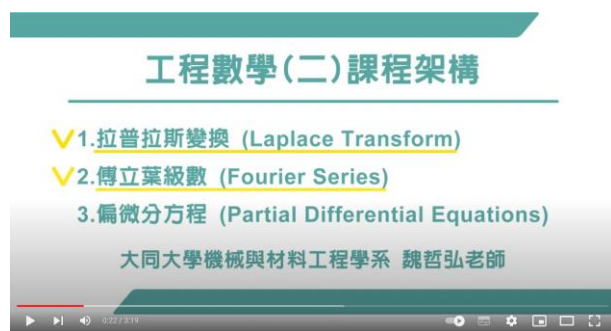 工程數學(二)課程架構
1.拉普拉斯變換 (Laplace Transform)
2.傅立葉級數 (Fourier Series)
3.偏微分方程 (Partial Differential Equations)
大同大學機械與材料工程學系 魏哲弘老師
0:22 / 3:19